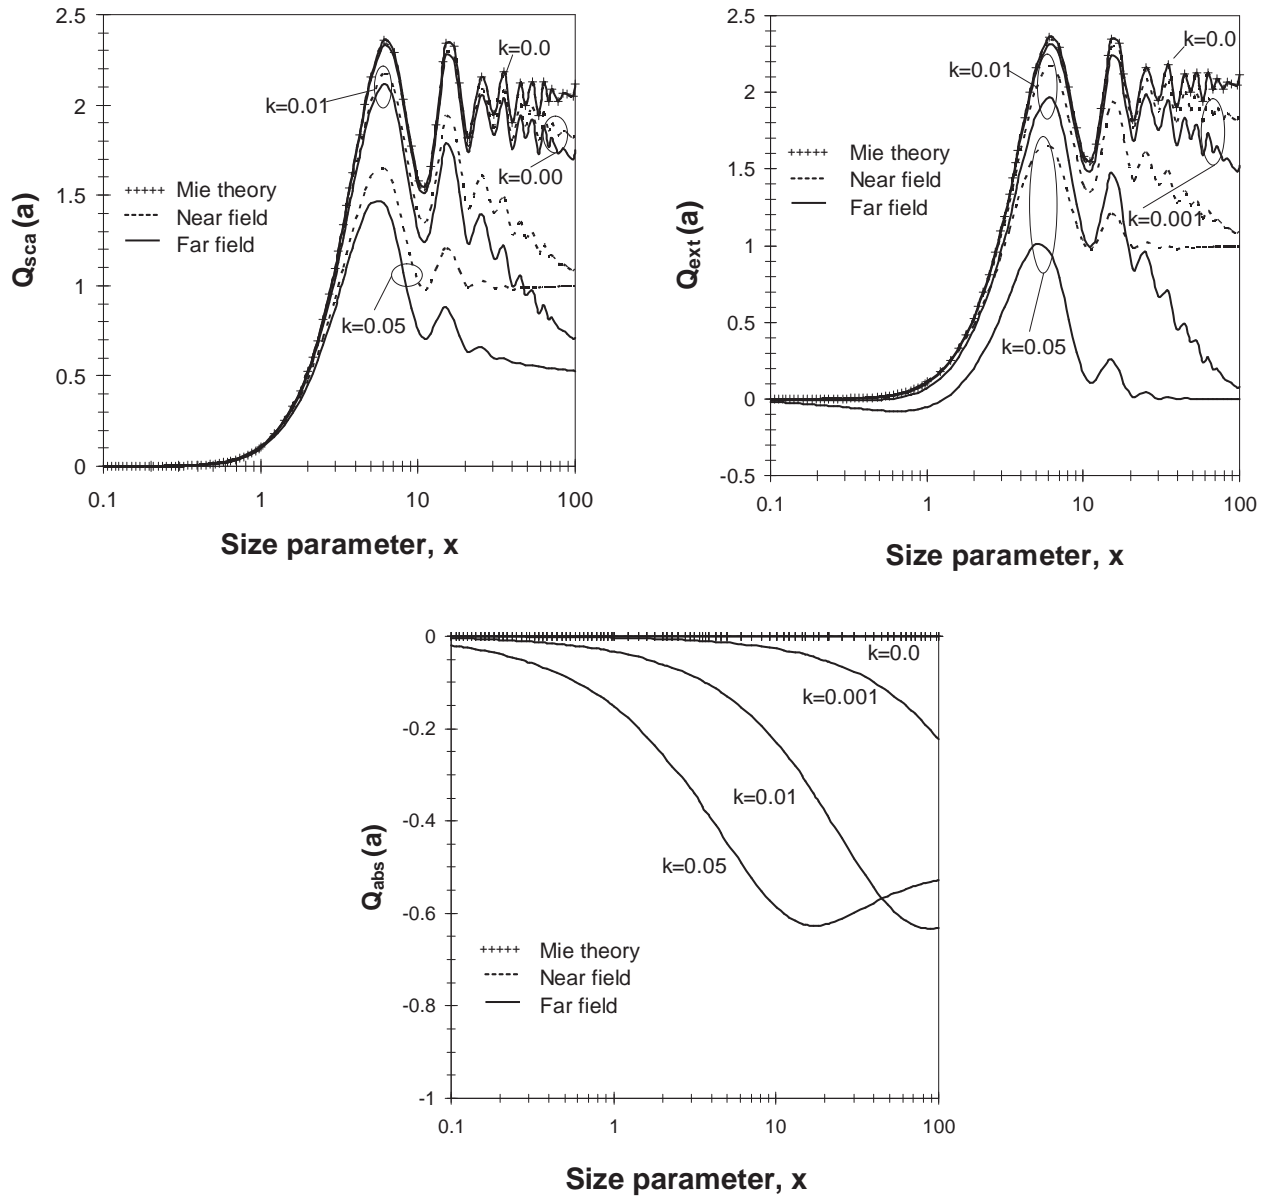 2.5
2
1.5
1
0.5
0
0.1
1
10
100
Qsca (a)
Size parameter, x
+++++ Mie theory
Near field
Far field
k=0.0
k=0.01
k=0.00
k=0.05
2.5
2
1.5
1
0.5
0
-0.5
0.1
1
10
100
Qext (a)
Size parameter, x
+++++ Mie theory
Near field
Far field
k=0.0
k=0.01
k=0.001
k=0.05
0
-0.2
-0.4
-0.6
-0.8
-1
0.1
1
10
100
Qabs (a)
Size parameter, x
k=0.0
k=0.001
k=0.01
k=0.05
+++++ Mie theory
Near field
Far field